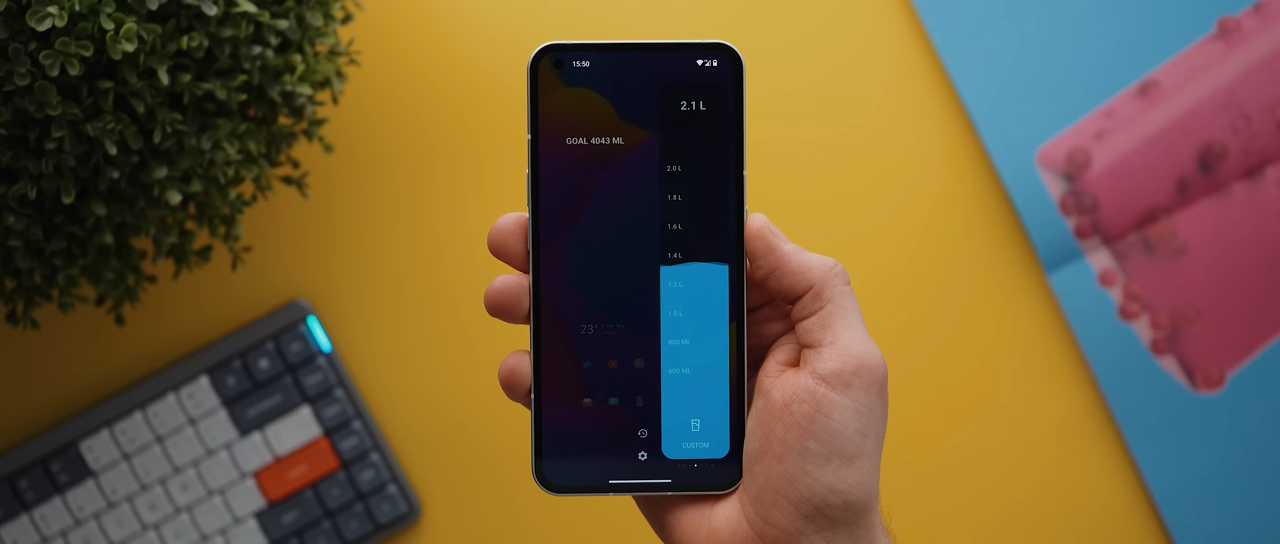 15:50
2.1 L
GOAL 4043 ML
2.0 L
1.8 L
1.6 L
1.4 L
1.2 L
1.0 L
800 ML
600 ML
23°
CUSTOM